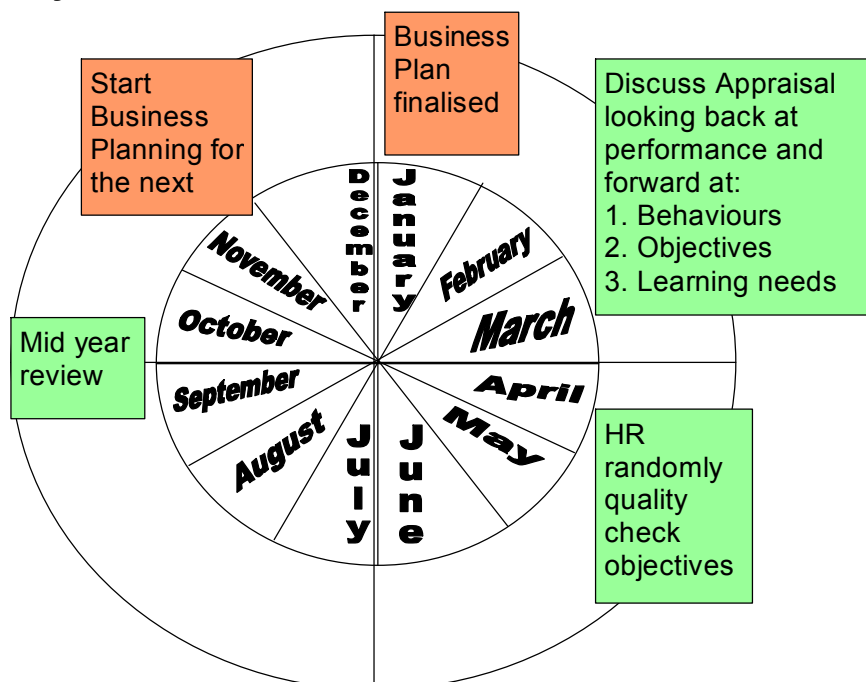 Start
Business
Planning for
the next
Business
Plan
finalised
Discuss Appraisal
looking back at
performance and
forward at:
1. Behaviours
2. Objectives
3. Learning needs
January
February
March
April
May
June
July
August
September
October
November
December
Mid year
review
HR
randomly
quality
check
objectives